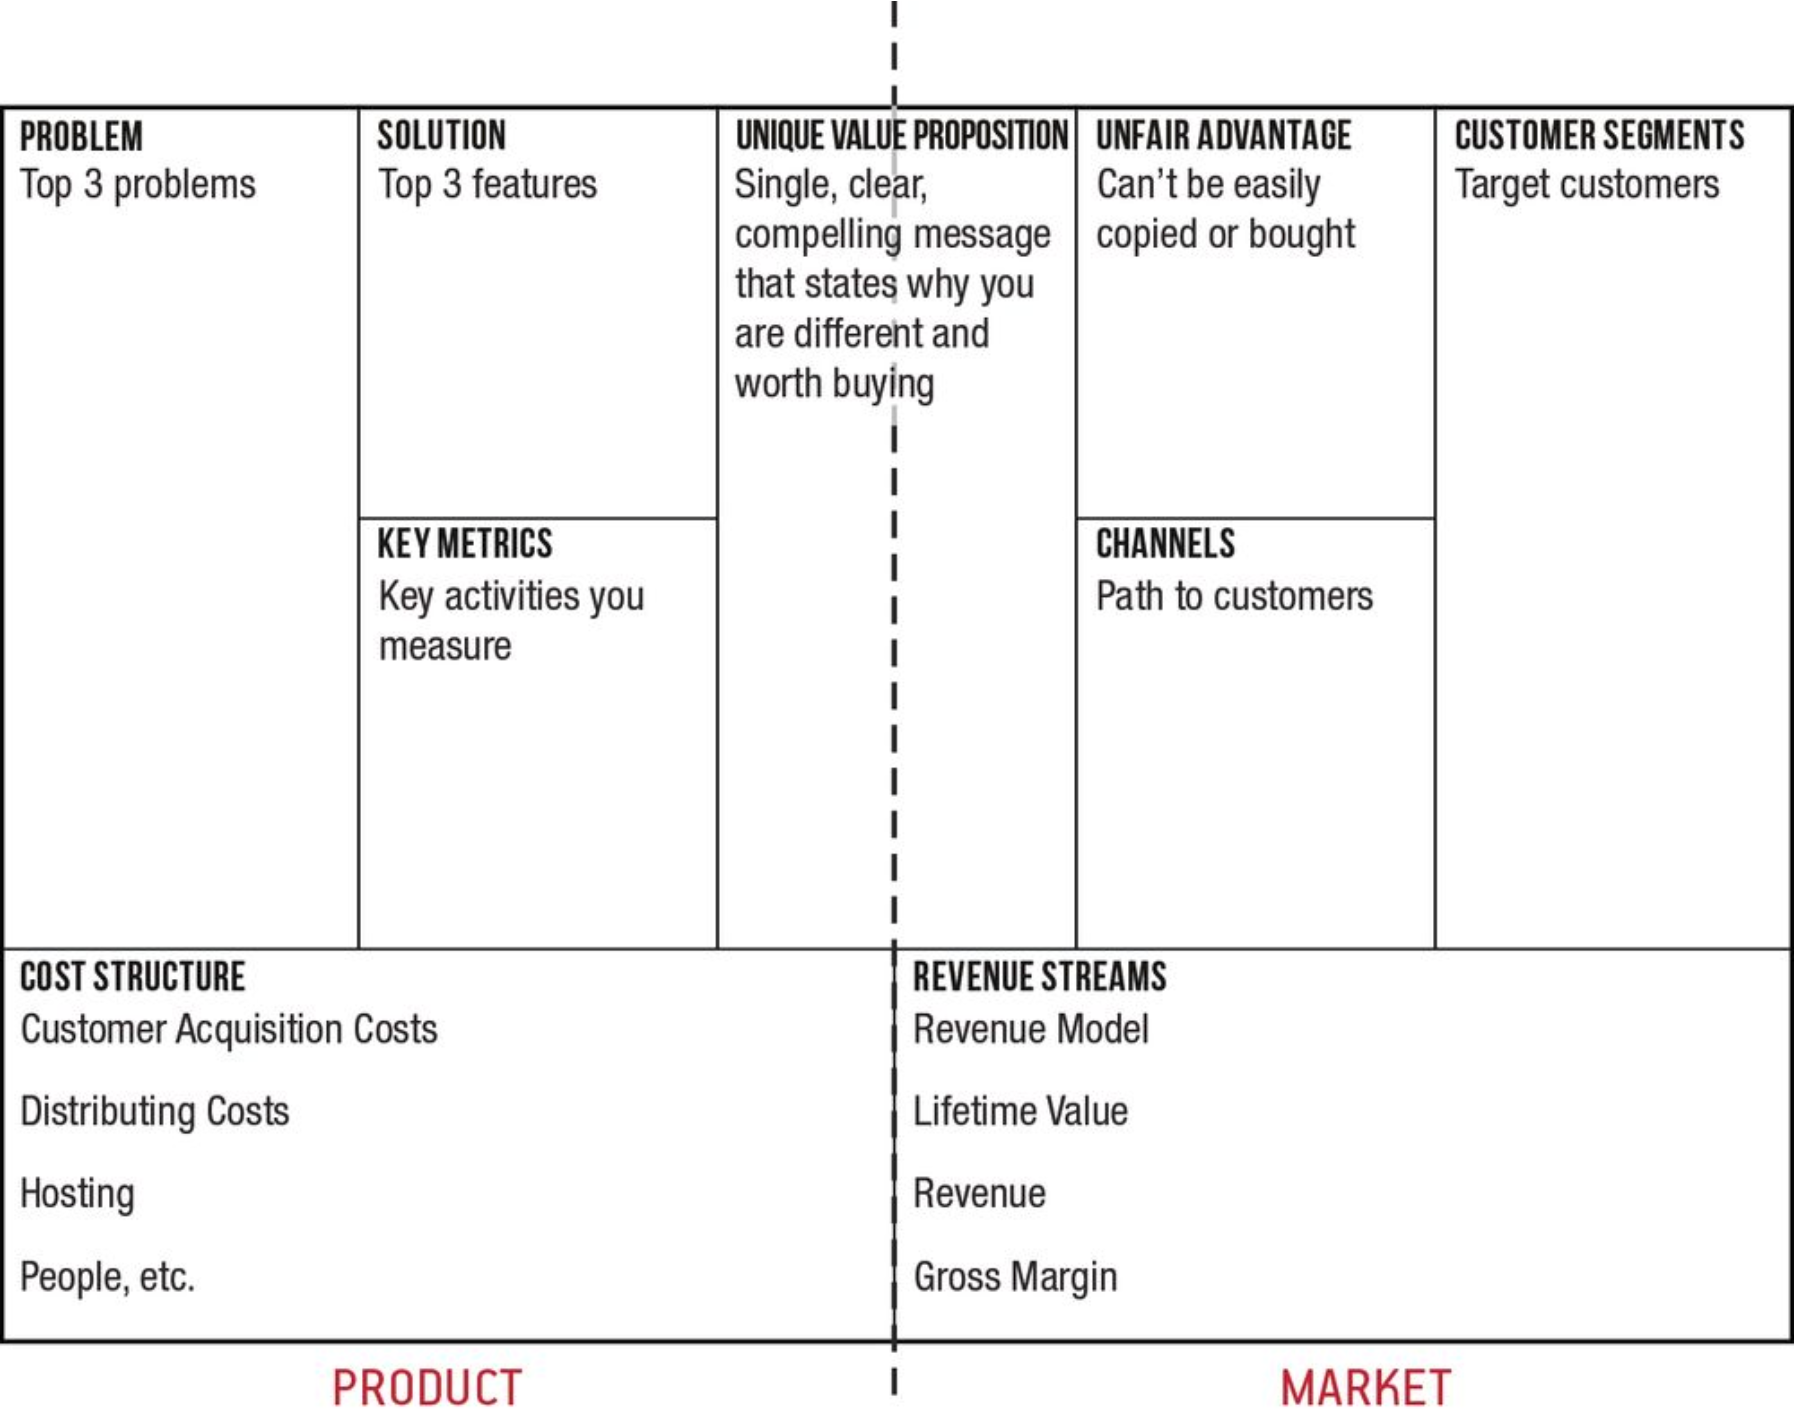 PROBLEM
Top 3 problems
SOLUTION
Top 3 features
KEY METRICS
Key activities you
measure
UNIQUE VALUE PROPOSITION
Single, clear,
compelling message
that states why you
are different and
worth buying
UNFAIR ADVANTAGE
Can’t be easily
copied or bought
CHANNELS
Path to customers
CUSTOMER SEGMENTS
Target customers
COST STRUCTURE
Customer Acquisition Costs
Distributing Costs
Hosting
People, etc.
REVENUE STREAMS
Revenue Model
Lifetime Value
Revenue
Gross Margin
PRODUCT
MARKET